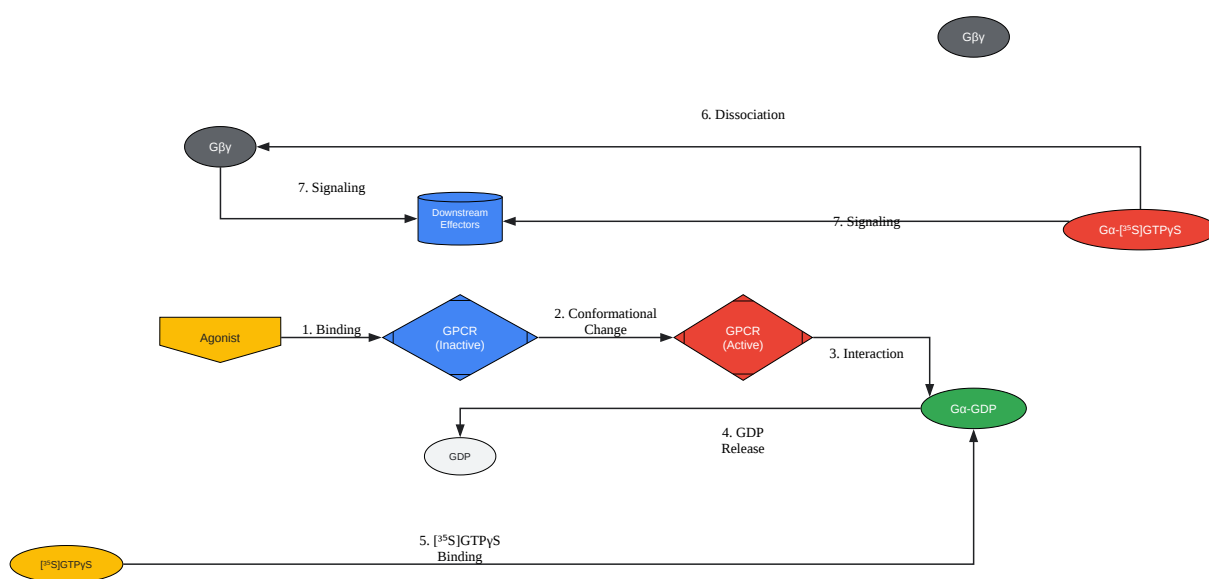 Gβγ
6. Dissociation
Gβγ
7. Signaling
Downstream
Effectors
7. Signaling
Gα-[³⁵S]GTPγS
Agonist
1. Binding
GPCR
(Inactive)
2. Conformational
Change
GPCR
(Active)
3. Interaction
Gα-GDP
4. GDP
Release
GDP
5. [³⁵S]GTPγS
Binding
[³⁵S]GTPγS